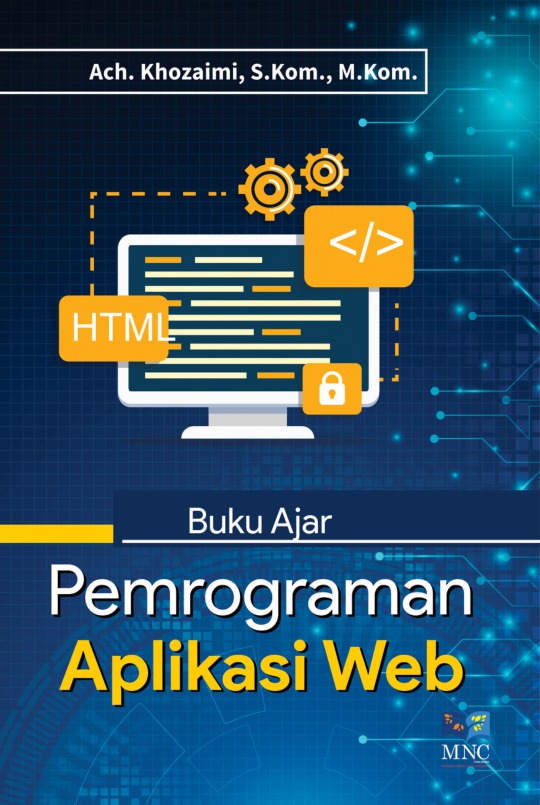 Ach. Khozaimi, S.Kom., M.Kom.
</>
HTML
Buku Ajar
Pemrograman
Aplikasi Web
MNC